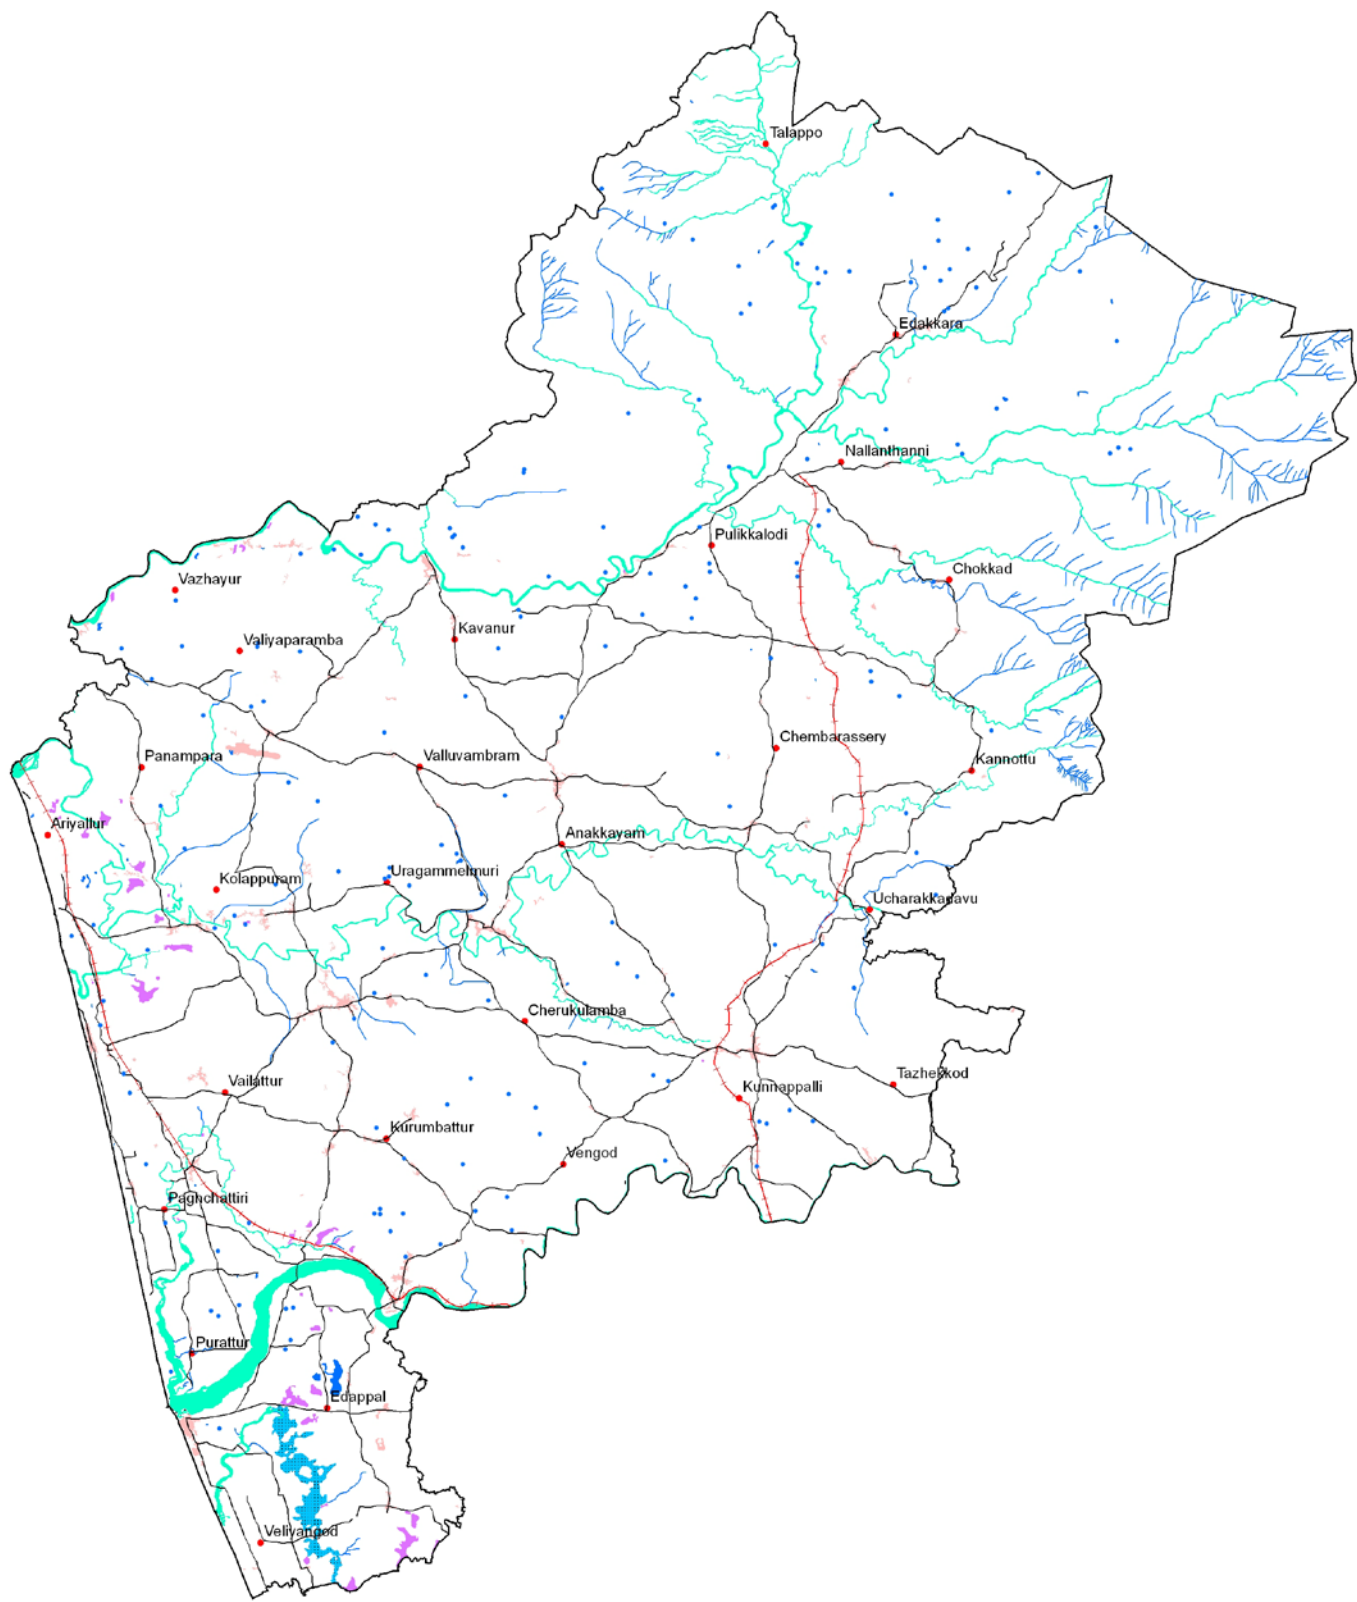 Talappo
Edakkara
Nallanthanni
Pulikkalodi
Chokkad
Vazhayur
Kavanur
Valiyaparamba
Chembarassery
Panampara
Valluvambram
Kannottu
Ariyallur
Anakkayam
Kolappuram
Uragammelmuri
Ucharakkadavu
Cherukulamba
Vailattur
Kunnappalli
Tazhekkod
Kurumbattur
Vengod
Paghchattiri
Purattur
Edappal
Veliyangod